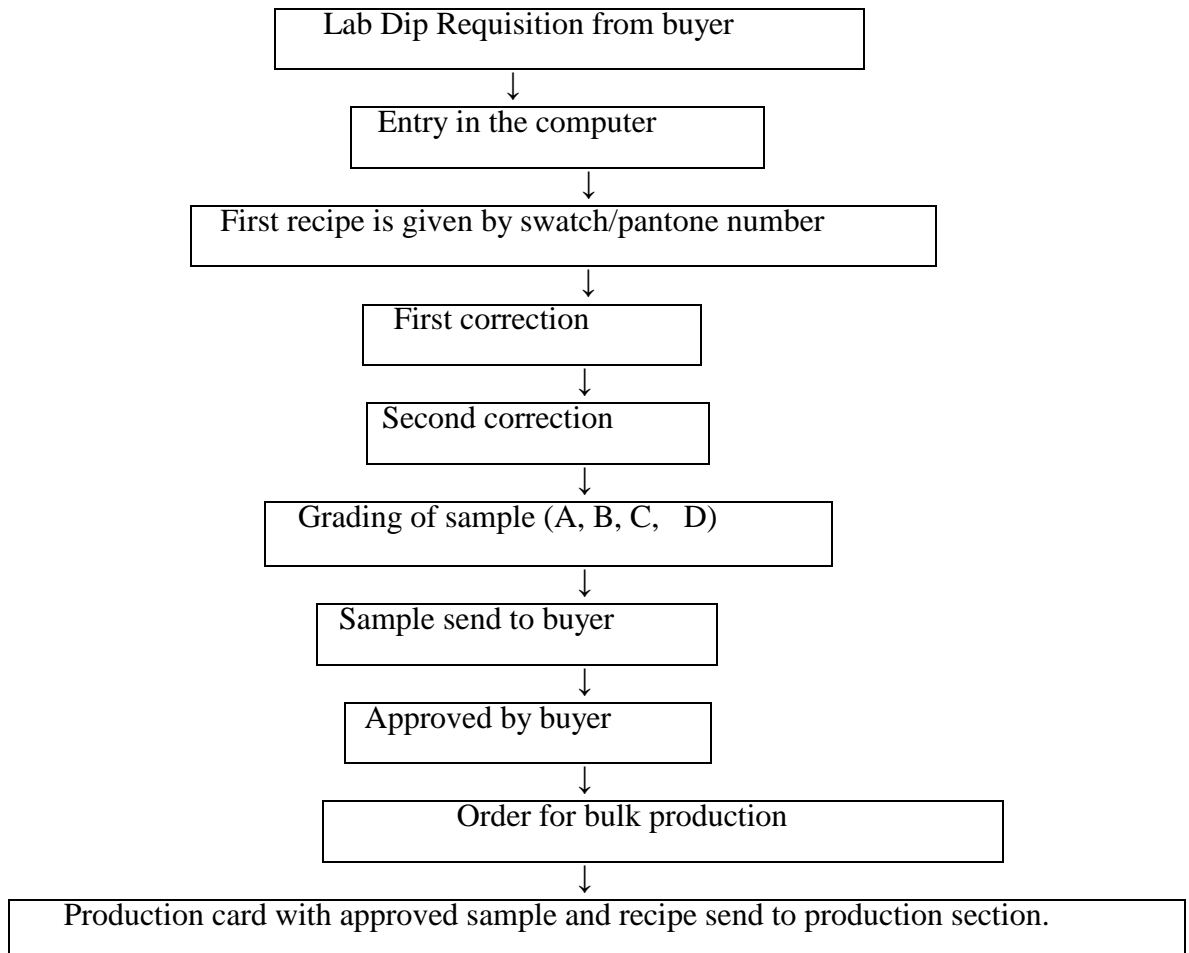 Lab Dip Requisition from buyer
↓
Entry in the computer
↓
First recipe is given by swatch/pantone number
↓
First correction
↓
Second correction
↓
Grading of sample (A, B, C, D)
↓
Sample send to buyer
↓
Approved by buyer
↓
Order for bulk production
↓
Production card with approved sample and recipe send to production section.